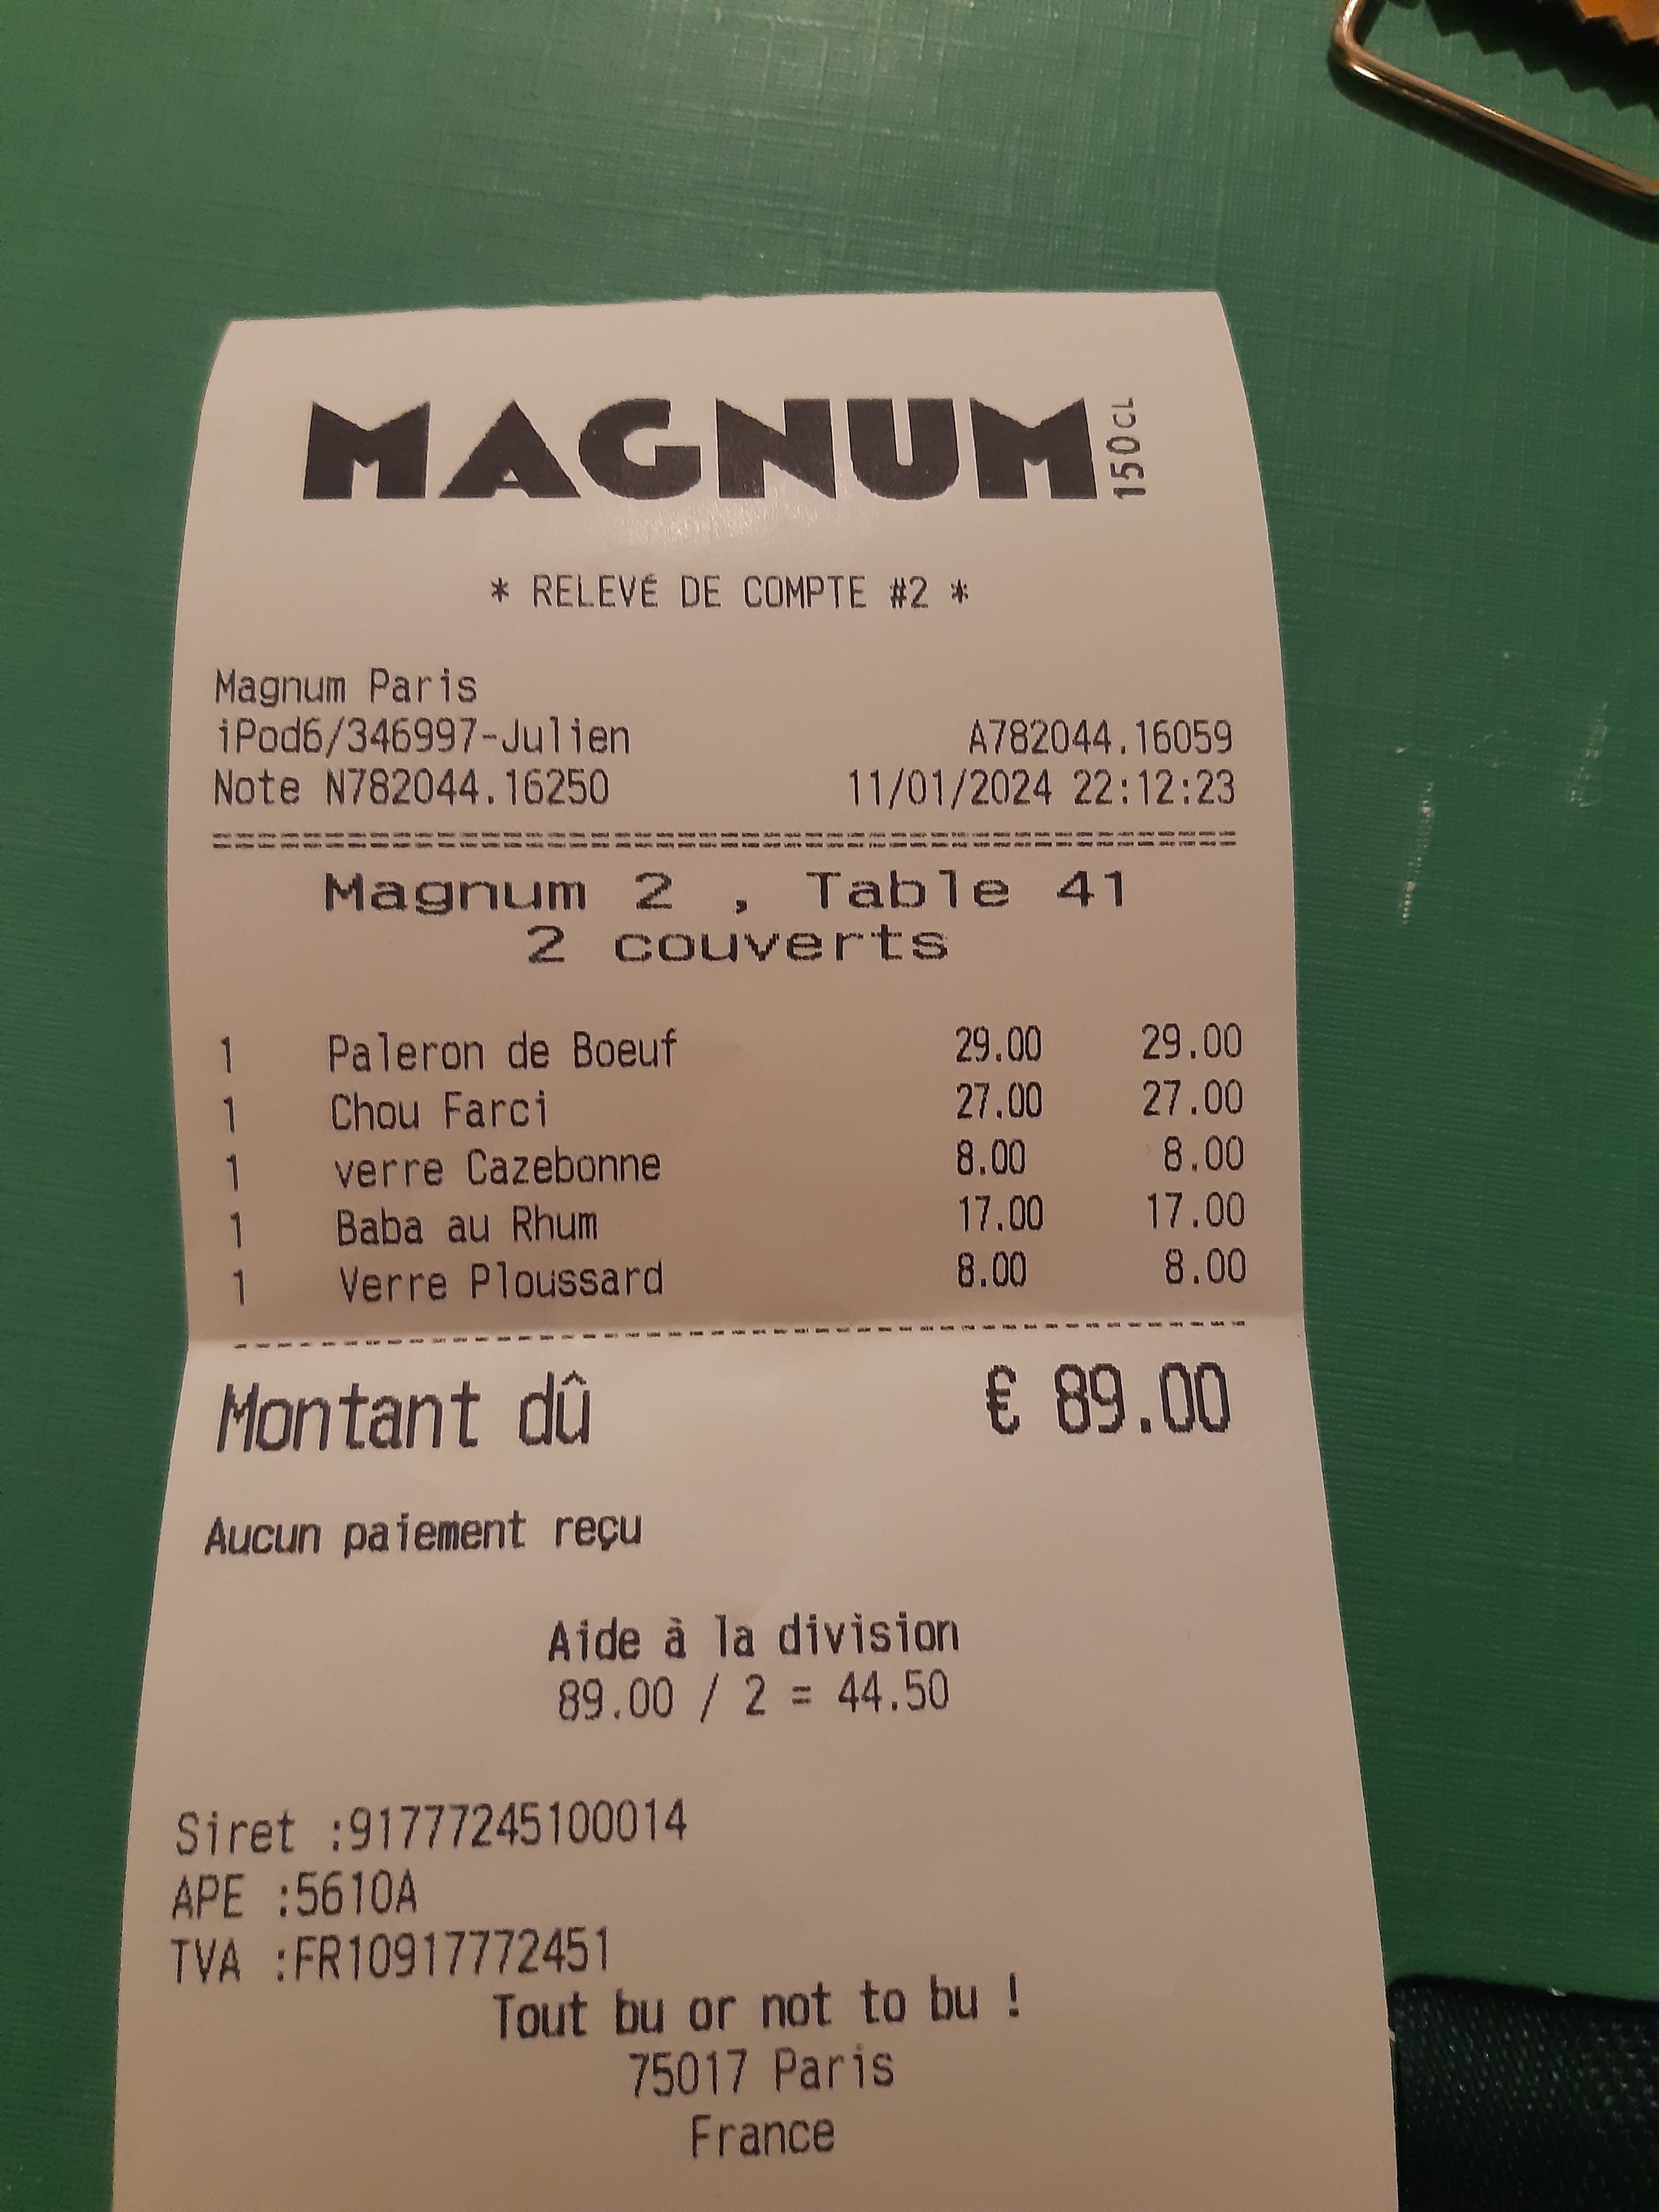 MAGNUM 150CL
* RELEVÉ DE COMPTE #2 *
Magnum Paris
iPod6/346997-Julien A782044.16059
Note N782044.16250 11/01/2024 22:12:23
Magnum 2 , Table 41
2 couverts
1 Paleron de Boeuf 29.00 29.00
1 Chou Farci 27.00 27.00
1 verre Cazebonne 8.00 8.00
1 Baba au Rhum 17.00 17.00
1 Verre Ploussard 8.00 8.00
Montant dû € 89.00
Aucun paiement reçu
Aide à la division
89.00 / 2 = 44.50
Siret :91777245100014
APE :5610A
TVA :FR10917772451
Tout bu or not to bu !
75017 Paris
France